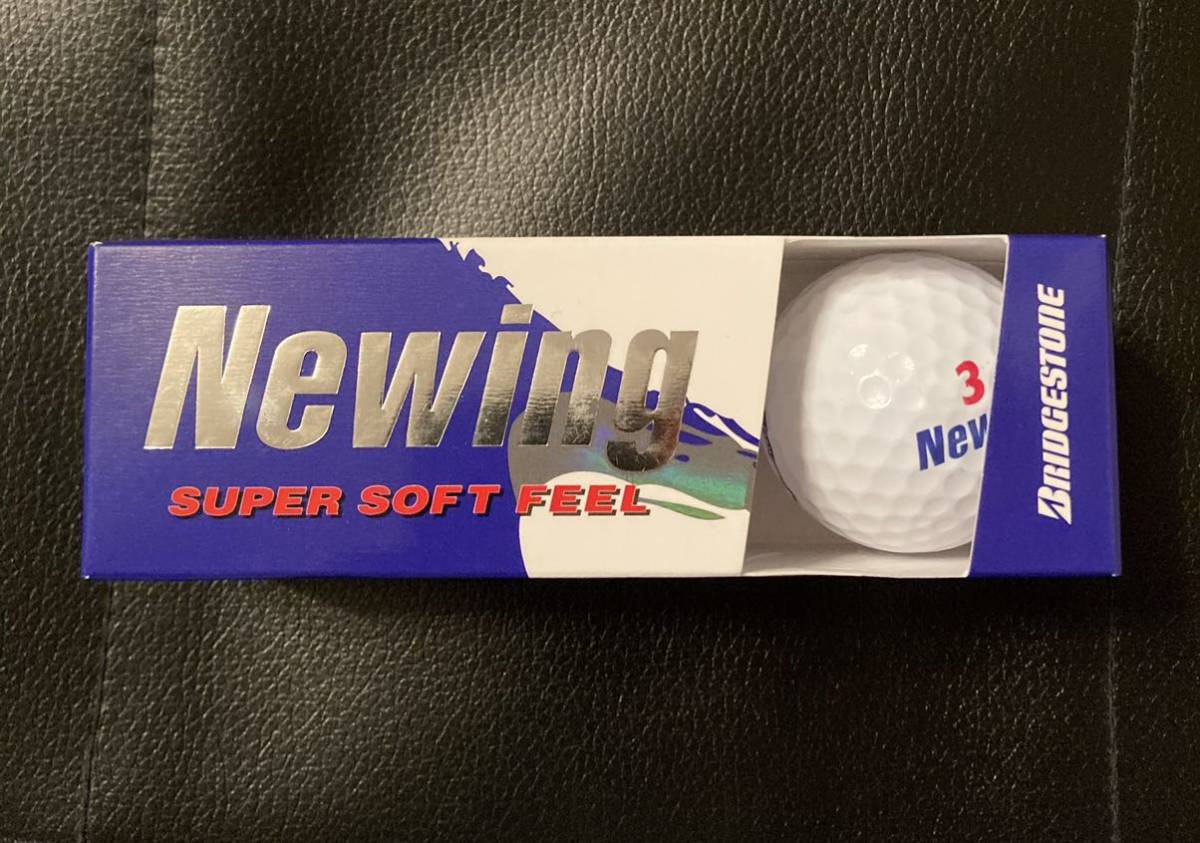 Newing
SUPER SOFT FEEL
3
New
BRIDGESTONE